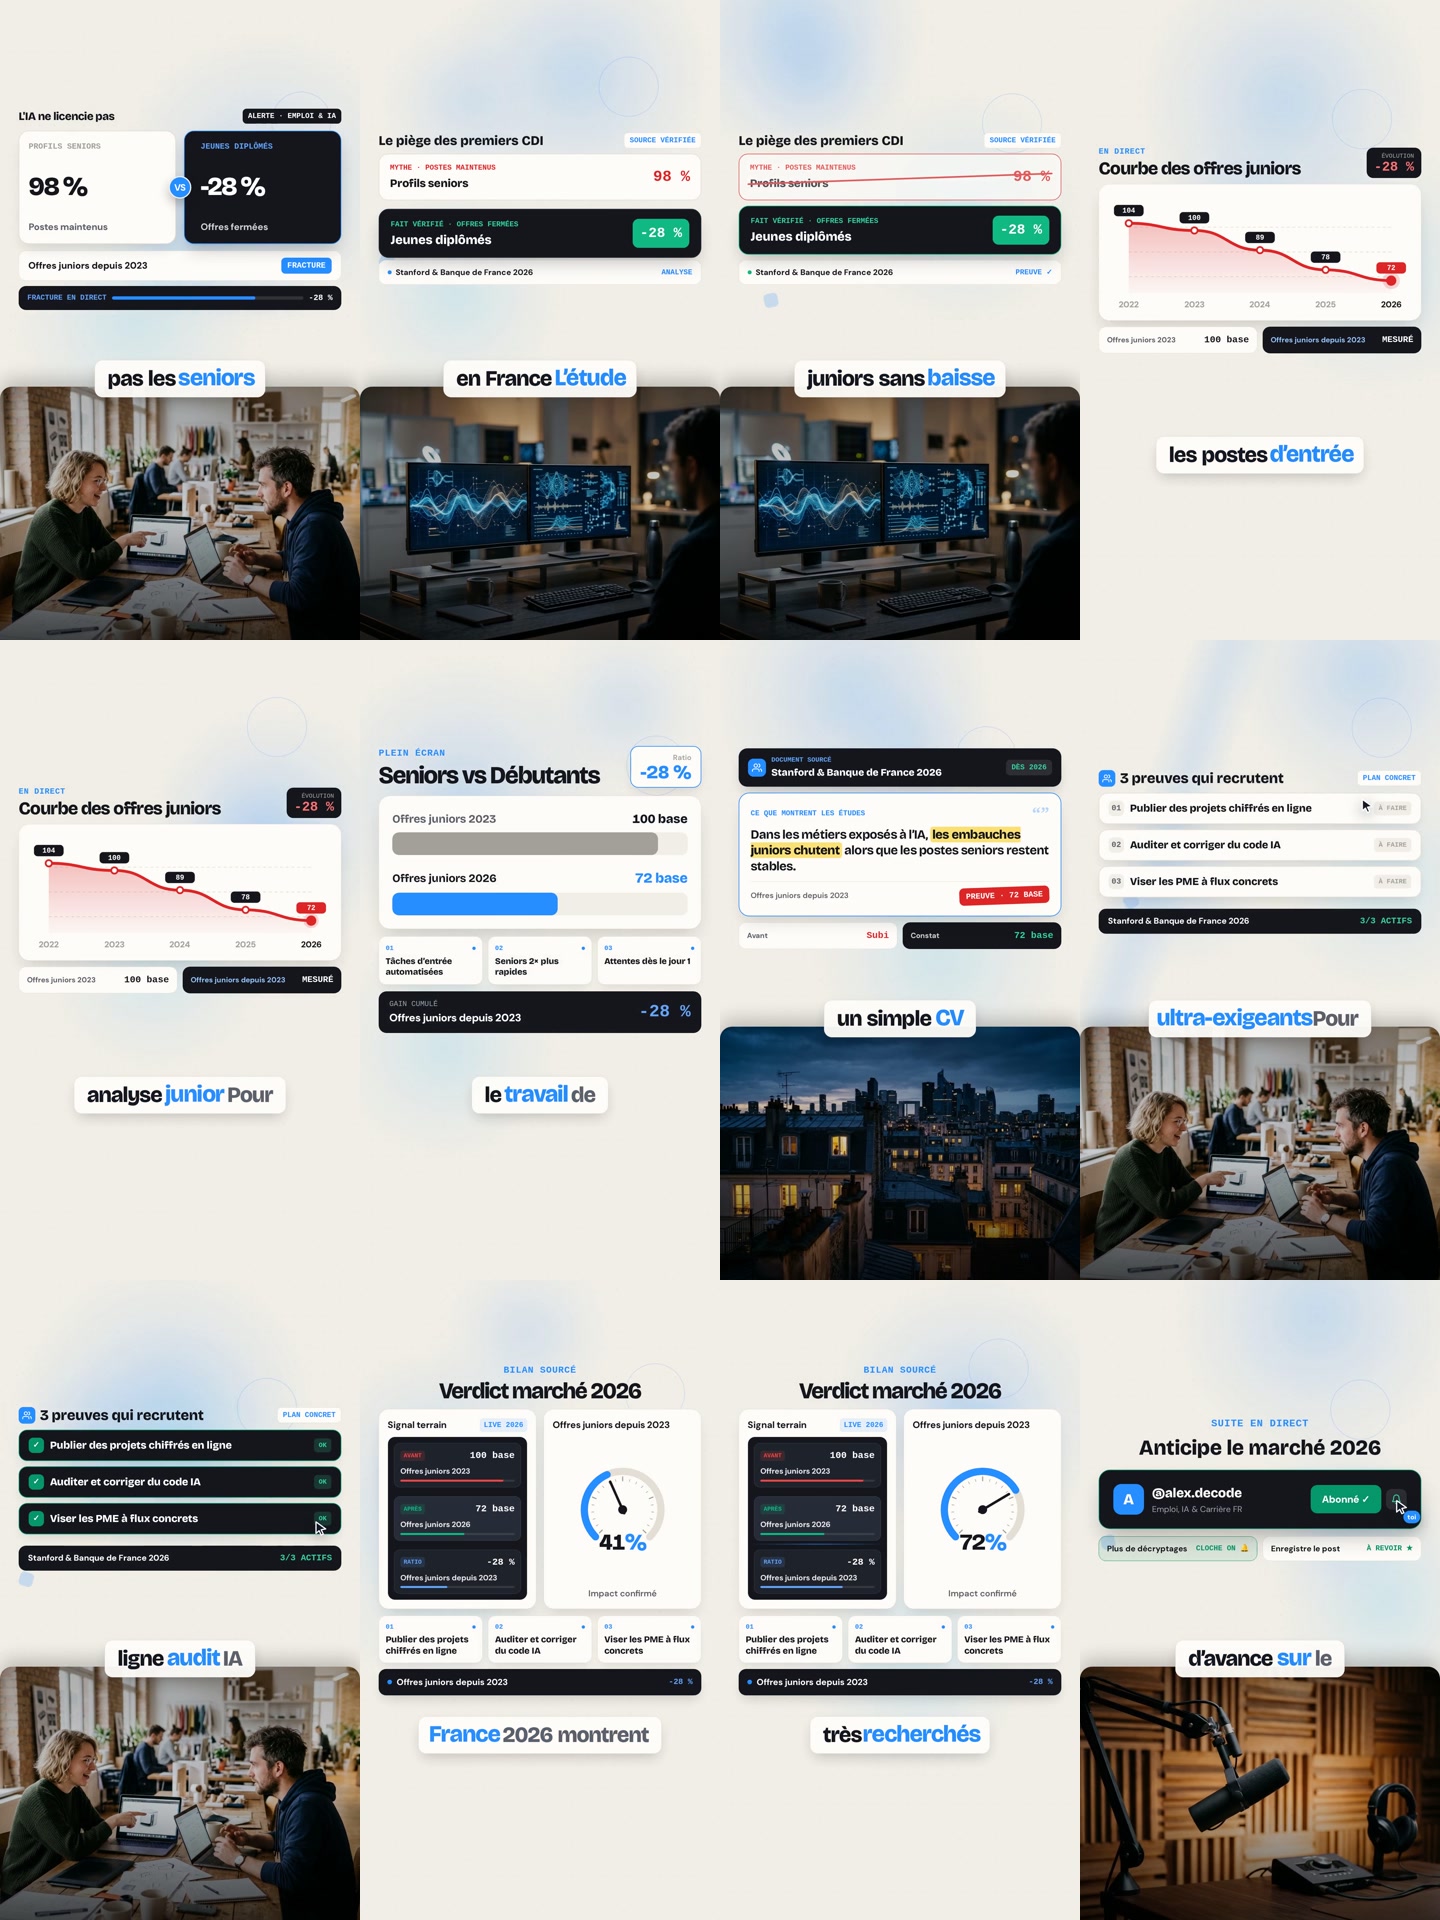 L'IA ne licencie pas
ALERTE · EMPLOI & IA
PROFILS SENIORS
98 %
Postes maintenus
VS
JEUNES DIPLÔMÉS
-28 %
Offres fermées
Offres juniors depuis 2023
FRACTURE
FRACTURE EN DIRECT
-28 %
pas les seniors
Le piège des premiers CDI
SOURCE VÉRIFIÉE
MYTHE · POSTES MAINTENUS
Profils seniors
98 %
FAIT VÉRIFIÉ · OFFRES FERMÉES
Jeunes diplômés
-28 %
Stanford & Banque de France 2026
ANALYSE
en France L'étude
Le piège des premiers CDI
SOURCE VÉRIFIÉE
MYTHE · POSTES MAINTENUS
Profils seniors
98 %
FAIT VÉRIFIÉ · OFFRES FERMÉES
Jeunes diplômés
-28 %
Stanford & Banque de France 2026
PREUVE ✓
juniors sans baisse
EN DIRECT
Courbe des offres juniors
ÉVOLUTION
-28 %
104
100
89
78
72
2022
2023
2024
2025
2026
Offres juniors 2023
100 base
Offres juniors depuis 2023
MESURÉ
les postes d'entrée
EN DIRECT
Courbe des offres juniors
ÉVOLUTION
-28 %
104
100
89
78
72
2022
2023
2024
2025
2026
Offres juniors 2023
100 base
Offres juniors depuis 2023
MESURÉ
analyse junior Pour
PLEIN ÉCRAN
Seniors vs Débutants
Ratio
-28 %
Offres juniors 2023
100 base
Offres juniors 2026
72 base
01
Tâches d'entrée
automatisées
02
Seniors 2× plus
rapides
03
Attentes dès le jour 1
GAIN CUMULÉ
Offres juniors depuis 2023
-28 %
le travail de
DOCUMENT SOURCÉ
Stanford & Banque de France 2026
DÈS 2026
CE QUE MONTRENT LES ÉTUDES
“”
Dans les métiers exposés à l'IA, les embauches
juniors chutent alors que les postes seniors restent
stables.
Offres juniors depuis 2023
PREUVE · 72 BASE
Avant
Subi
Constat
72 base
un simple CV
3 preuves qui recrutent
PLAN CONCRET
01
Publier des projets chiffrés en ligne
À FAIRE
02
Auditer et corriger du code IA
À FAIRE
03
Viser les PME à flux concrets
À FAIRE
Stanford & Banque de France 2026
3/3 ACTIFS
ultra-exigeants Pour
3 preuves qui recrutent
PLAN CONCRET
✓
Publier des projets chiffrés en ligne
OK
✓
Auditer et corriger du code IA
OK
✓
Viser les PME à flux concrets
OK
Stanford & Banque de France 2026
3/3 ACTIFS
ligne audit IA
BILAN SOURCÉ
Verdict marché 2026
Signal terrain
LIVE 2026
AVANT
100 base
Offres juniors 2023
APRÈS
72 base
Offres juniors 2026
RATIO
-28 %
Offres juniors depuis 2023
Offres juniors depuis 2023
41%
Impact confirmé
01
Publier des projets
chiffrés en ligne
02
Auditer et corriger
du code IA
03
Viser les PME à flux
concrets
Offres juniors depuis 2023
-28 %
France 2026 montrent
BILAN SOURCÉ
Verdict marché 2026
Signal terrain
LIVE 2026
AVANT
100 base
Offres juniors 2023
APRÈS
72 base
Offres juniors 2026
RATIO
-28 %
Offres juniors depuis 2023
Offres juniors depuis 2023
72%
Impact confirmé
01
Publier des projets
chiffrés en ligne
02
Auditer et corriger
du code IA
03
Viser les PME à flux
concrets
Offres juniors depuis 2023
-28 %
très recherchés
SUITE EN DIRECT
Anticipe le marché 2026
A
@alex.decode
Emploi, IA & Carrière FR
Abonné ✓
toi
Plus de décryptages
CLOCHE ON 🔔
Enregistre le post
À REVOIR ★
d'avance sur le